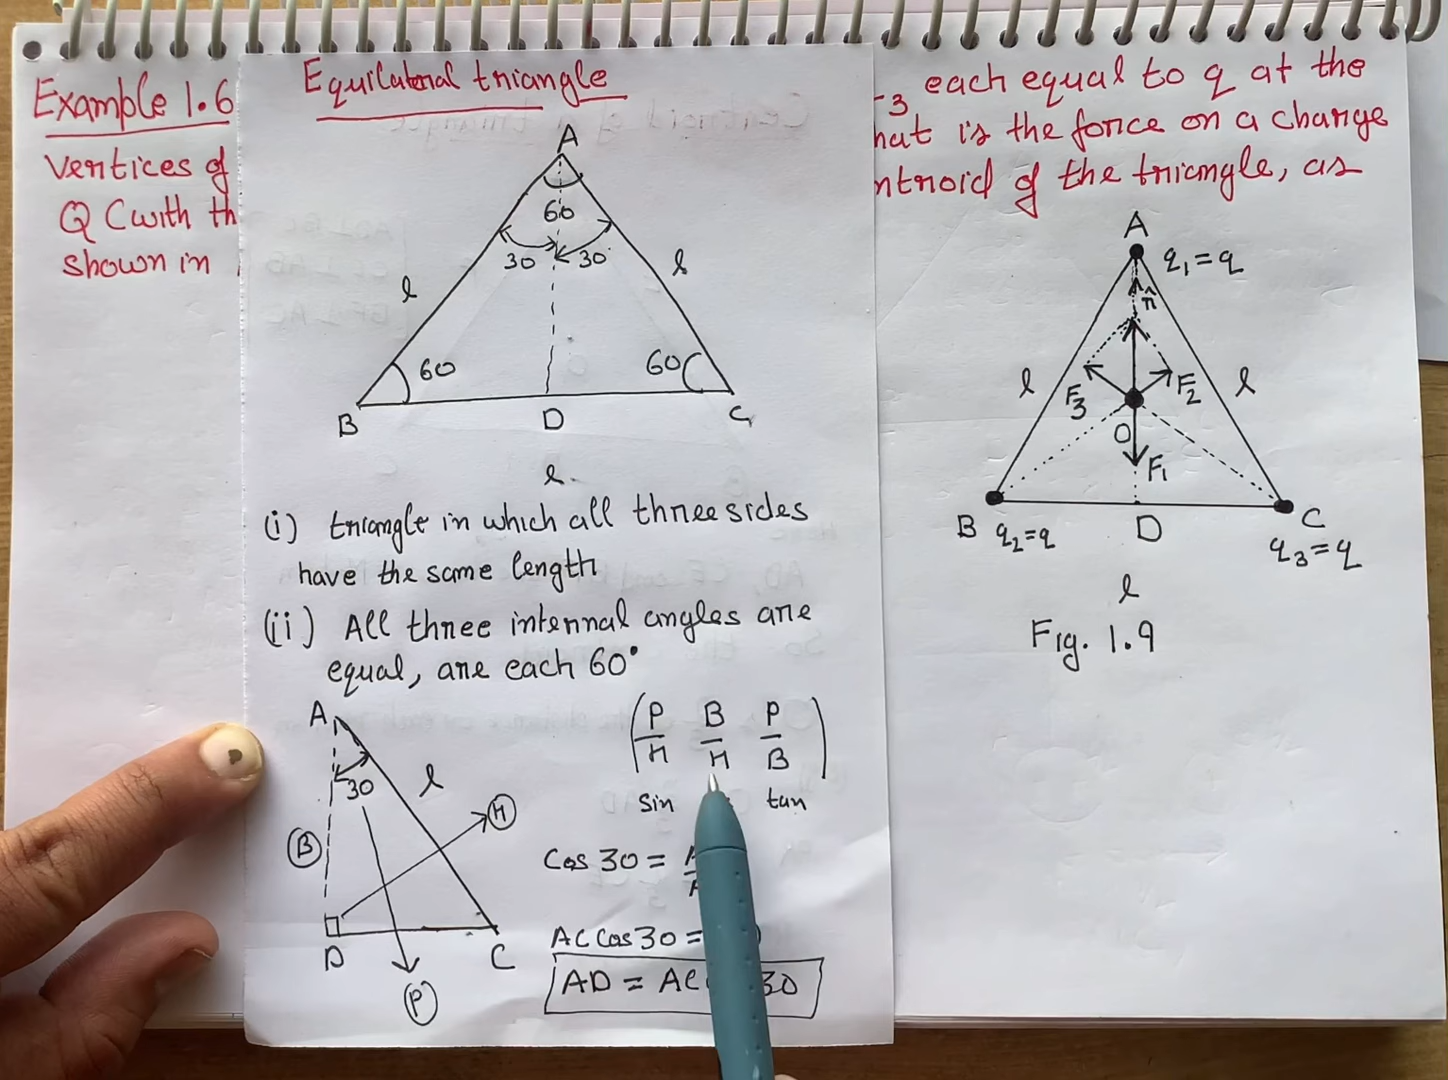 Example 1.6
vertices of
Q (with th
shown in
each equal to q at the
hat is the force on a charge
ntroid of the triangle, as
Equilateral triangle
A
60
30 30
l l
60 60
B D C
l
(i) triangle in which all three sides
have the same length
(ii) All three internal angles are
equal, are each 60°
A
30 l
B H
D C
P
P/H B/H P/B
sin tan
Cos 30 =
AC Cos 30 =
AD = AC 30
A
q₁=q
n̂
l l
F₃ F₂
O
F₁
B q₂=q D C
q₃=q
l
Fig. 1.9